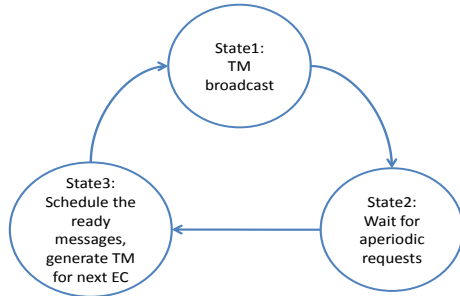 State1:
TM
broadcast
State3:
Schedule the
ready
messages,
generate TM
for next EC
State2:
Wait for
aperiodic
requests